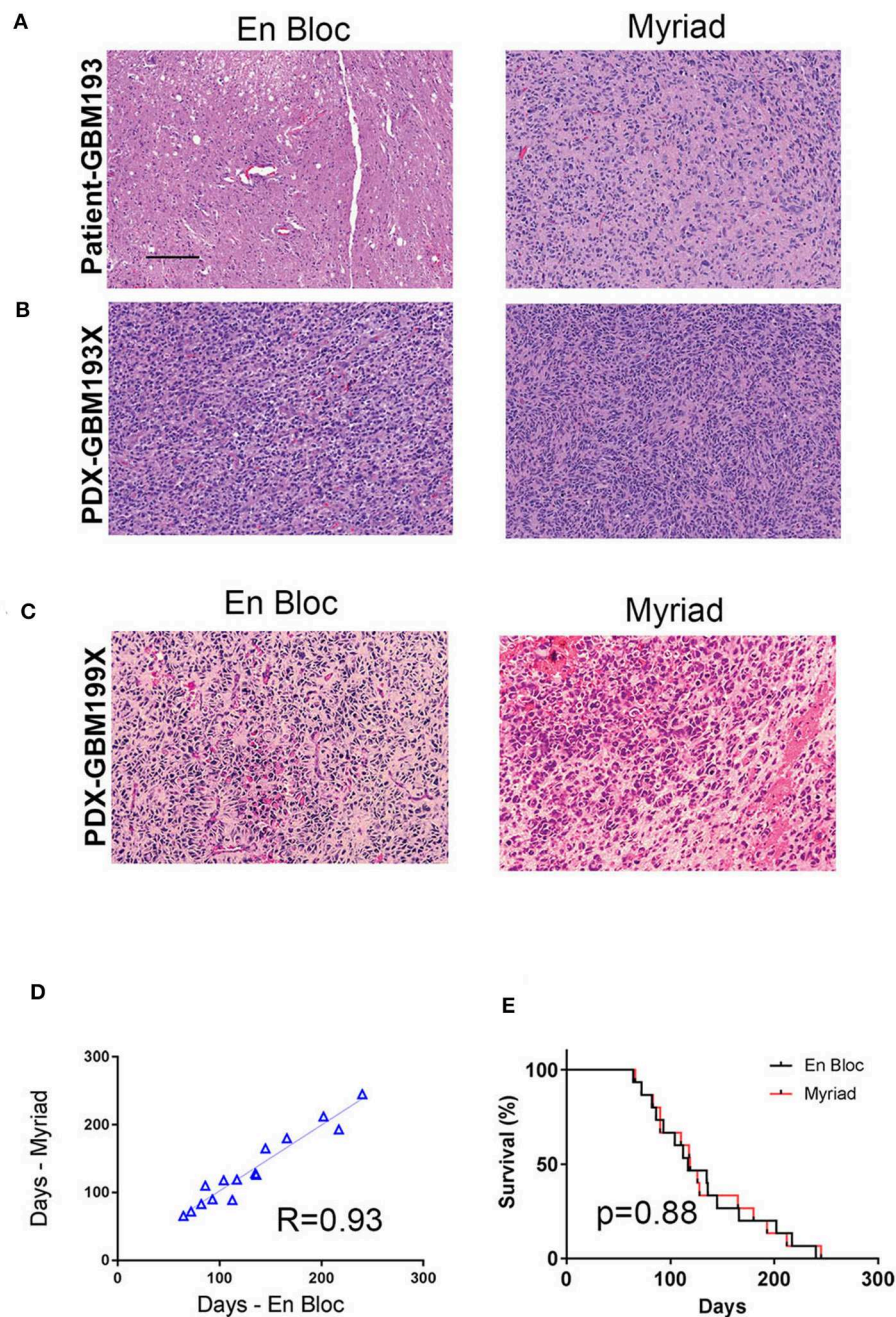 A
En Bloc
Myriad
Patient-GBM193
B
PDX-GBM193X
C
En Bloc
Myriad
PDX-GBM199X
D
300
200
100
0
0
100
200
300
Days - Myriad
Days - En Bloc
R=0.93
E
100
50
0
0
100
200
300
Survival (%)
Days
En Bloc
Myriad
p=0.88